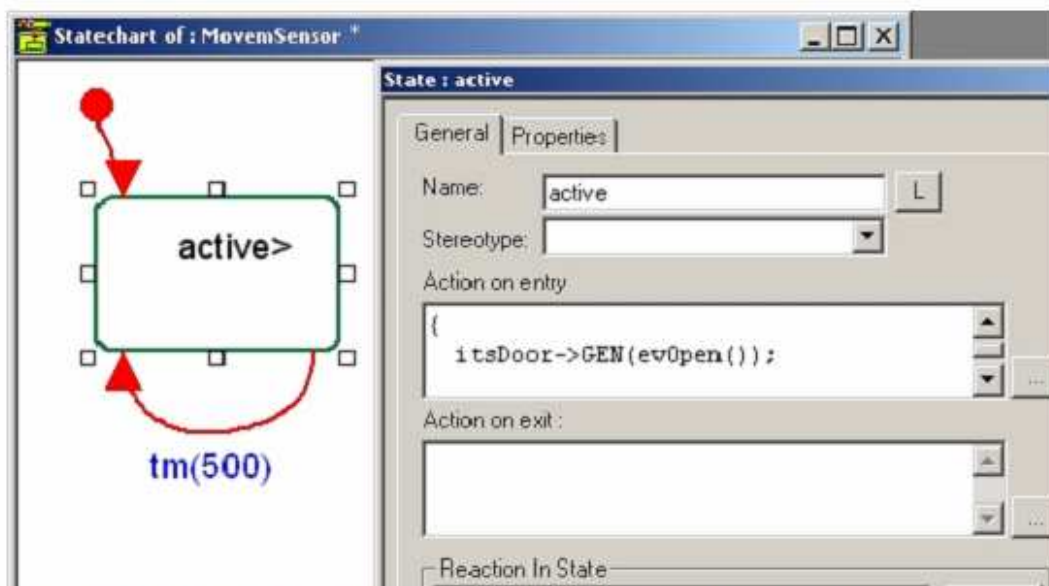 Statechart of : MovemSensor *
State : active
General
Properties
Name:
active
L
Stereotype:
Action on entry
{
itsDoor->GEN(evOpen());
...
Action on exit :
...
Reaction In State
active>
tm(500)